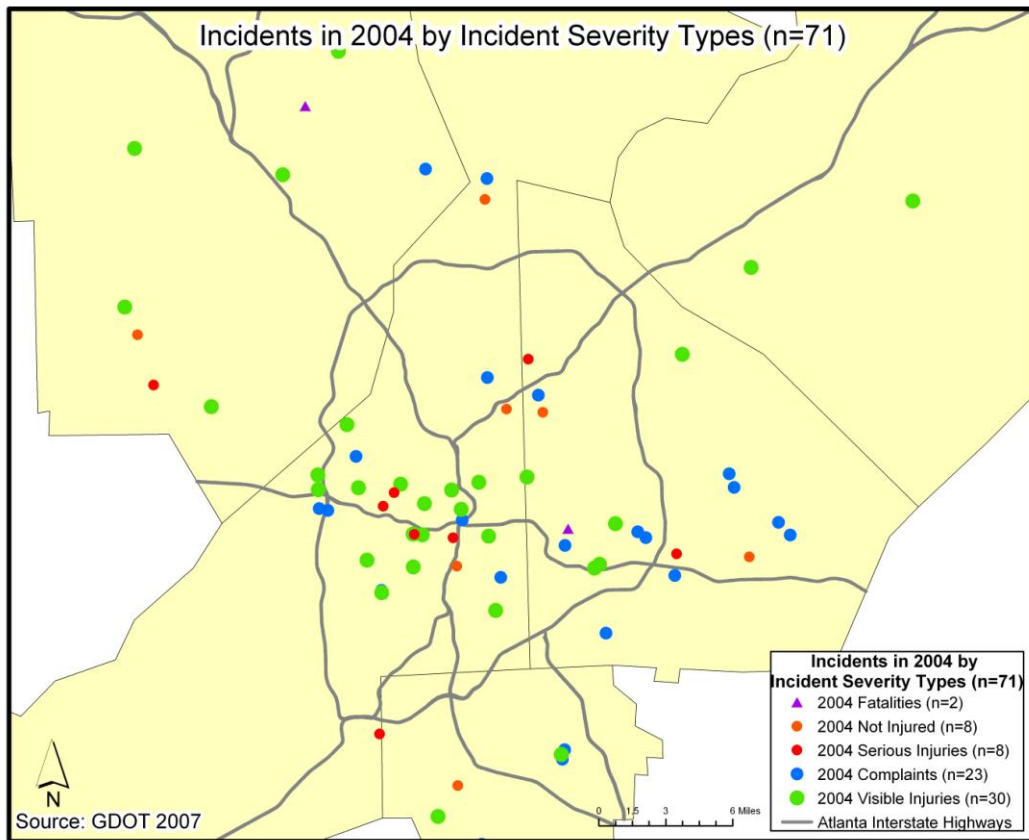 Incidents in 2004 by Incident Severity Types (n=71)
Incidents in 2004 by
Incident Severity Types (n=71)
2004 Fatalities (n=2)
2004 Not Injured (n=8)
2004 Serious Injuries (n=8)
2004 Complaints (n=23)
2004 Visible Injuries (n=30)
Atlanta Interstate Highways
N
Source: GDOT 2007
0 1.5 3 6 Miles